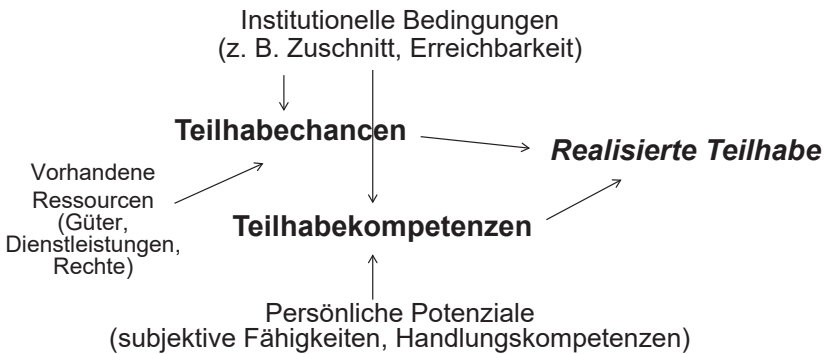 Institutionelle Bedingungen
(z. B. Zuschnitt, Erreichbarkeit)
Teilhabechancen
Realisierte Teilhabe
Vorhandene
Ressourcen
(Güter,
Dienstleistungen,
Rechte)
Teilhabekompetenzen
Persönliche Potenziale
(subjektive Fähigkeiten, Handlungskompetenzen)